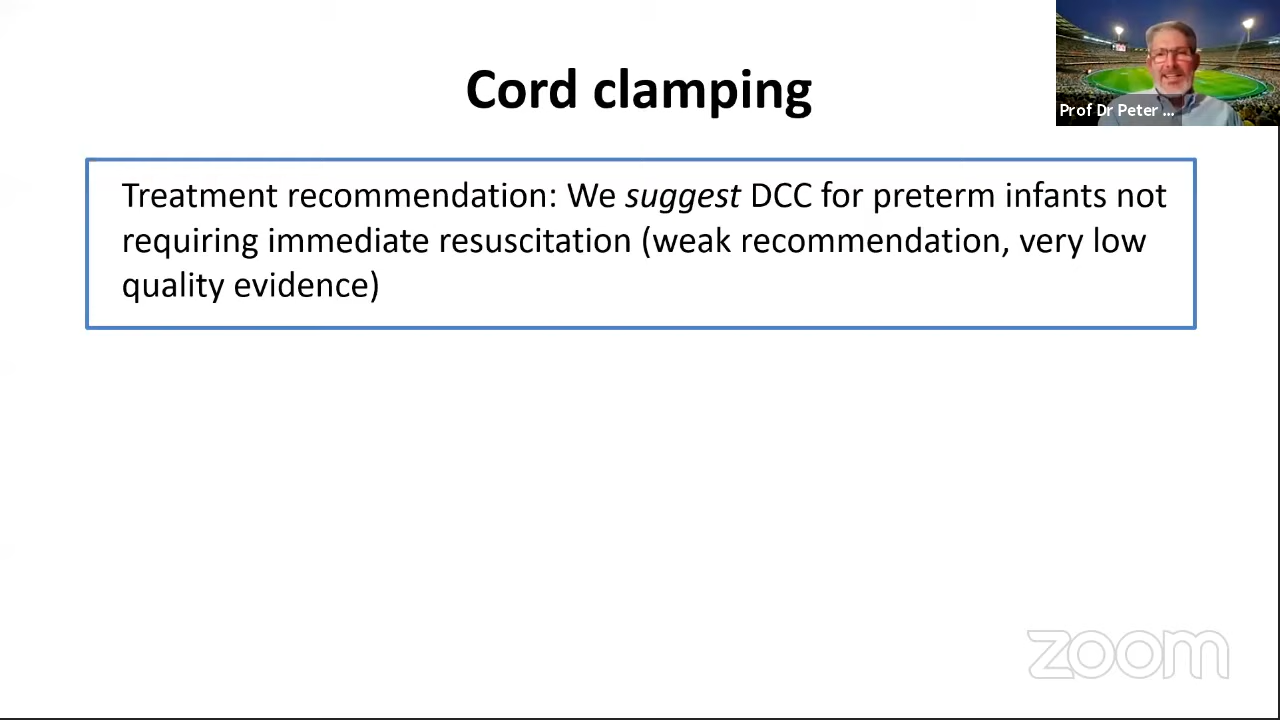 Cord clamping
Prof Dr Peter ...
Treatment recommendation: We suggest DCC for preterm infants not
requiring immediate resuscitation (weak recommendation, very low
quality evidence)
zoom